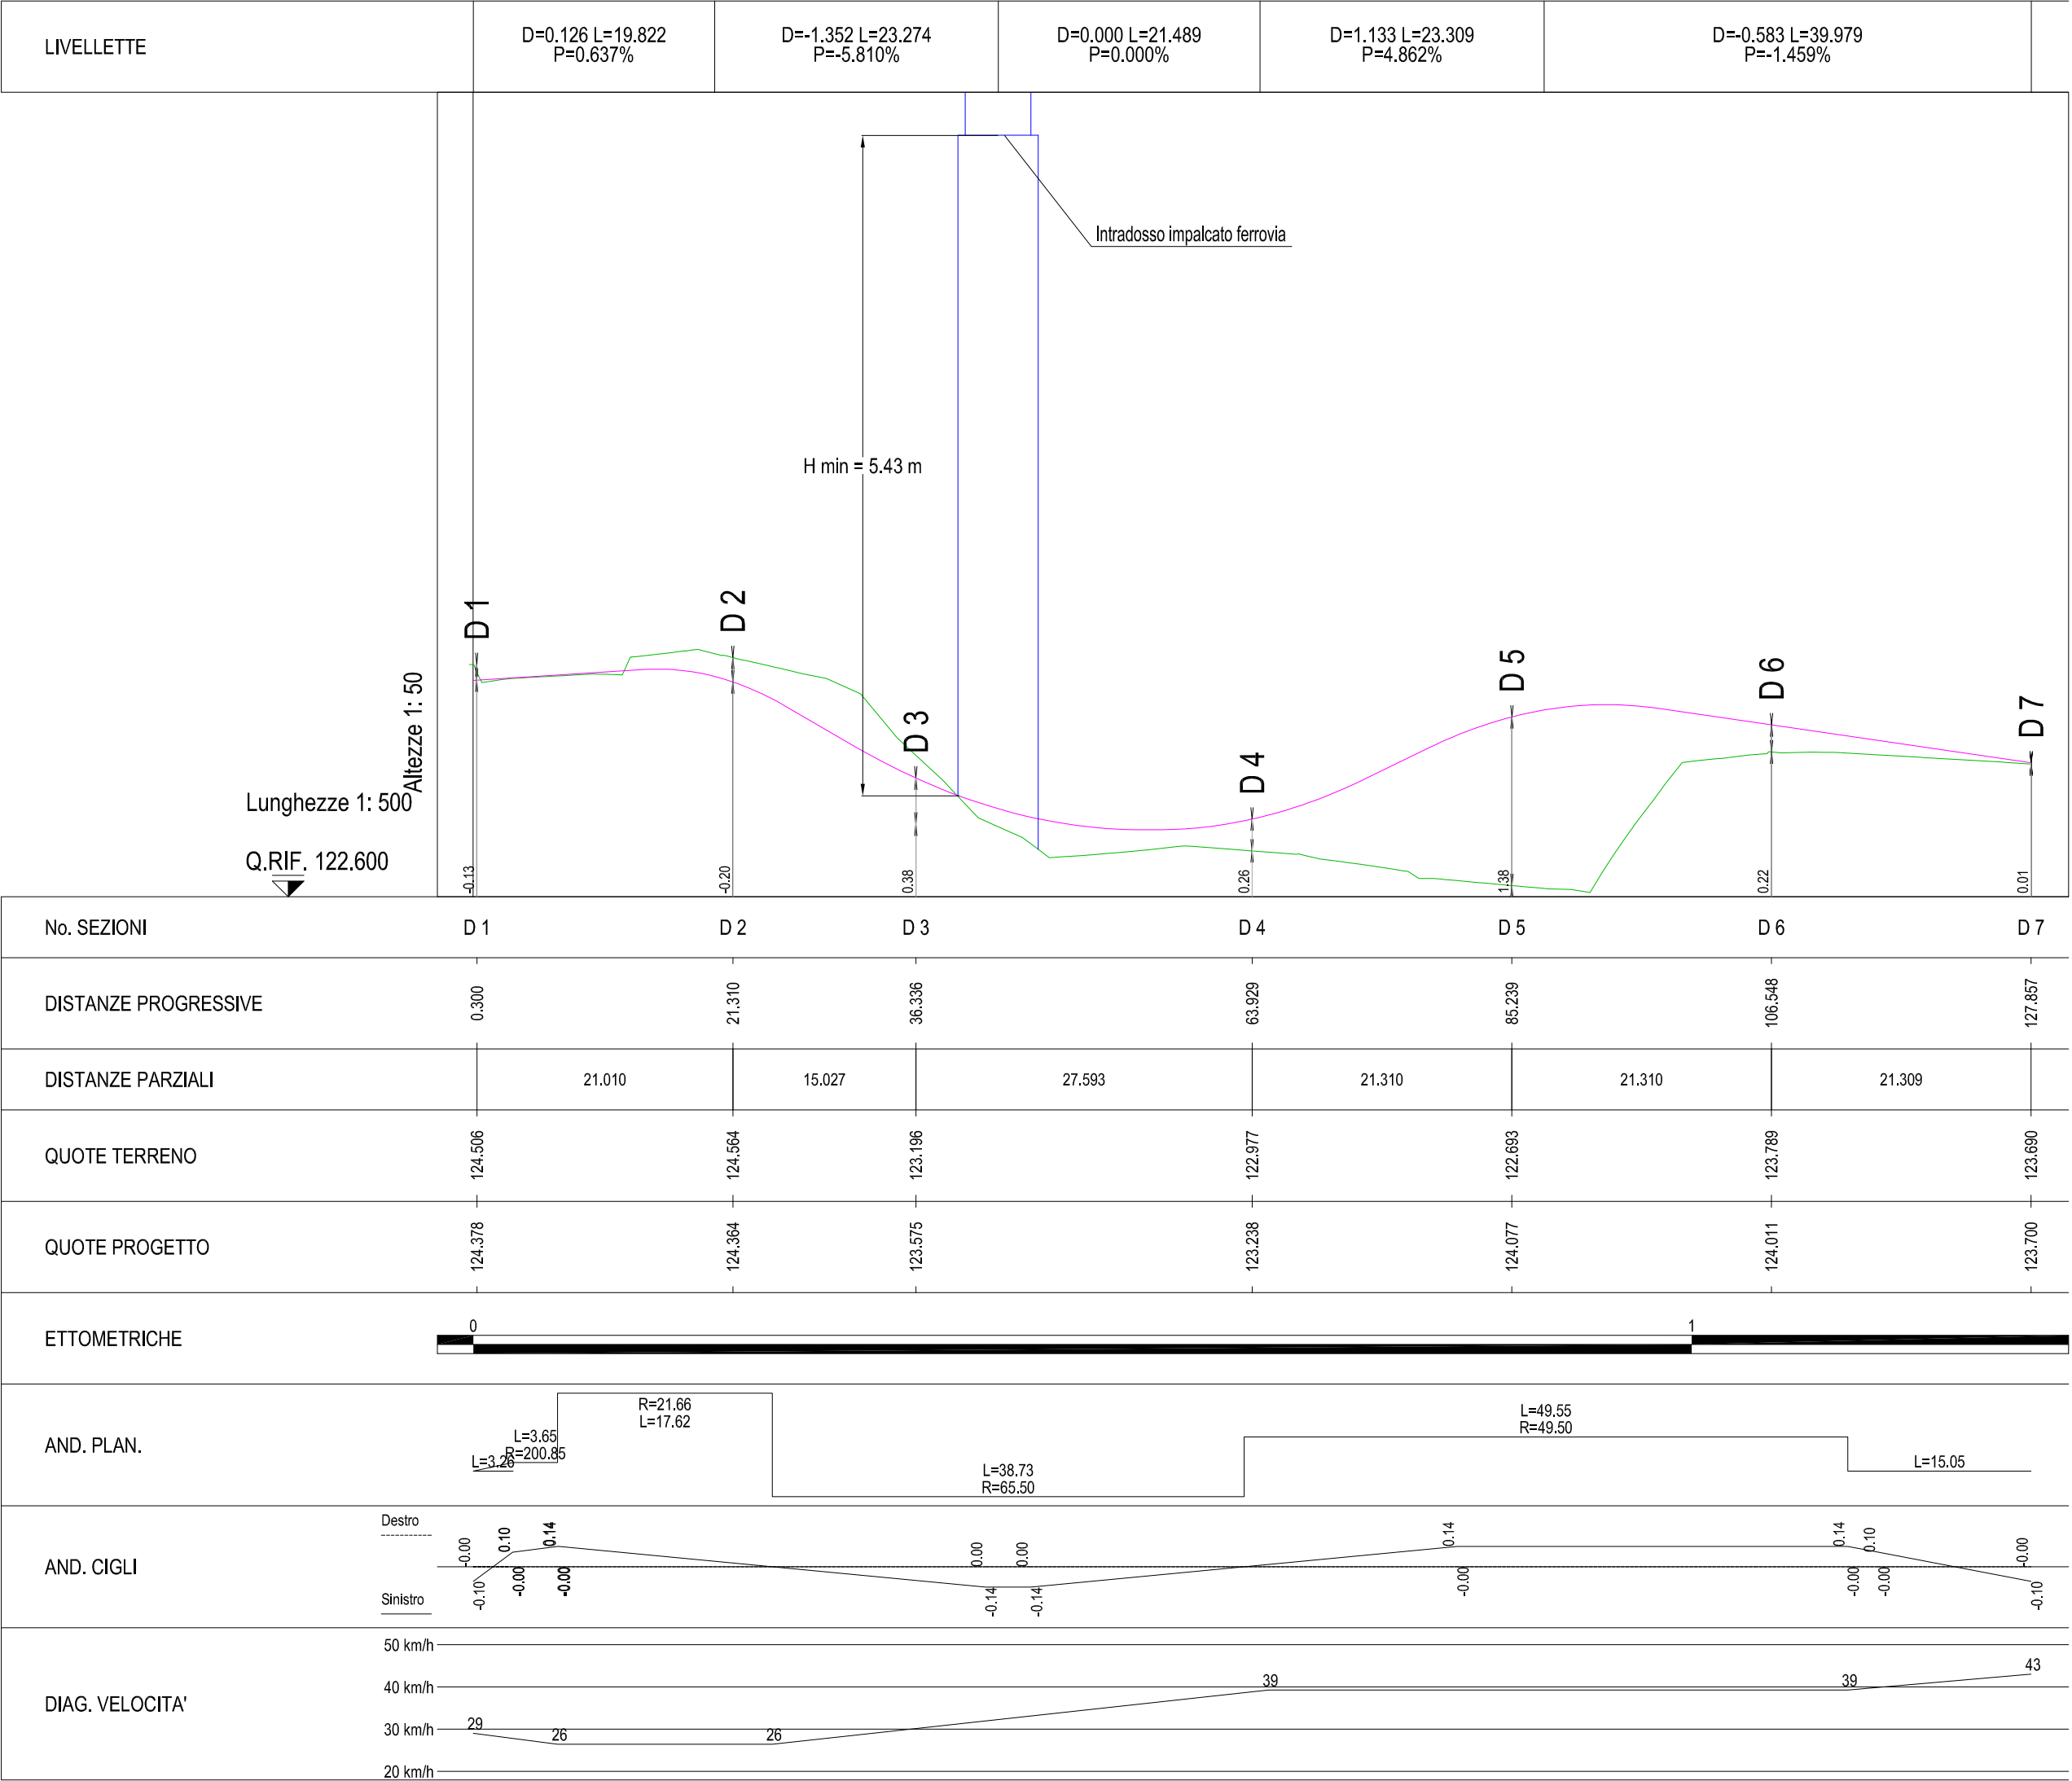 LIVELLETTE
D=0.126 L=19.822
P=0.637%
D=-1.352 L=23.274
P=-5.810%
D=0.000 L=21.489
P=0.000%
D=1.133 L=23.309
P=4.862%
D=-0.583 L=39.979
P=-1.459%
Intradosso impalcato ferrovia
H min = 5.43 m
D 1
D 2
D 3
D 4
D 5
D 6
D 7
Altezze 1: 50
Lunghezze 1: 500
Q.RIF. 122.600
-0.13
-0.20
0.38
0.26
1.38
0.22
0.01
No. SEZIONI
D 1
D 2
D 3
D 4
D 5
D 6
D 7
DISTANZE PROGRESSIVE
0.300
21.310
36.336
63.929
85.239
106.548
127.857
DISTANZE PARZIALI
21.010
15.027
27.593
21.310
21.310
21.309
QUOTE TERRENO
124.506
124.564
123.196
122.977
122.693
123.789
123.690
QUOTE PROGETTO
124.378
124.364
123.575
123.238
124.077
124.011
123.700
ETTOMETRICHE
0
1
AND. PLAN.
L=3.26
L=3.65
R=200.85
R=21.66
L=17.62
L=38.73
R=65.50
L=49.55
R=49.50
L=15.05
AND. CIGLI
Destro
Sinistro
-0.00
0.10
0.14
0.00
0.00
0.14
0.14
0.10
-0.00
-0.10
-0.00
-0.00
-0.14
-0.14
-0.00
-0.00
-0.00
-0.10
DIAG. VELOCITA'
50 km/h
40 km/h
30 km/h
20 km/h
29
26
26
39
39
43